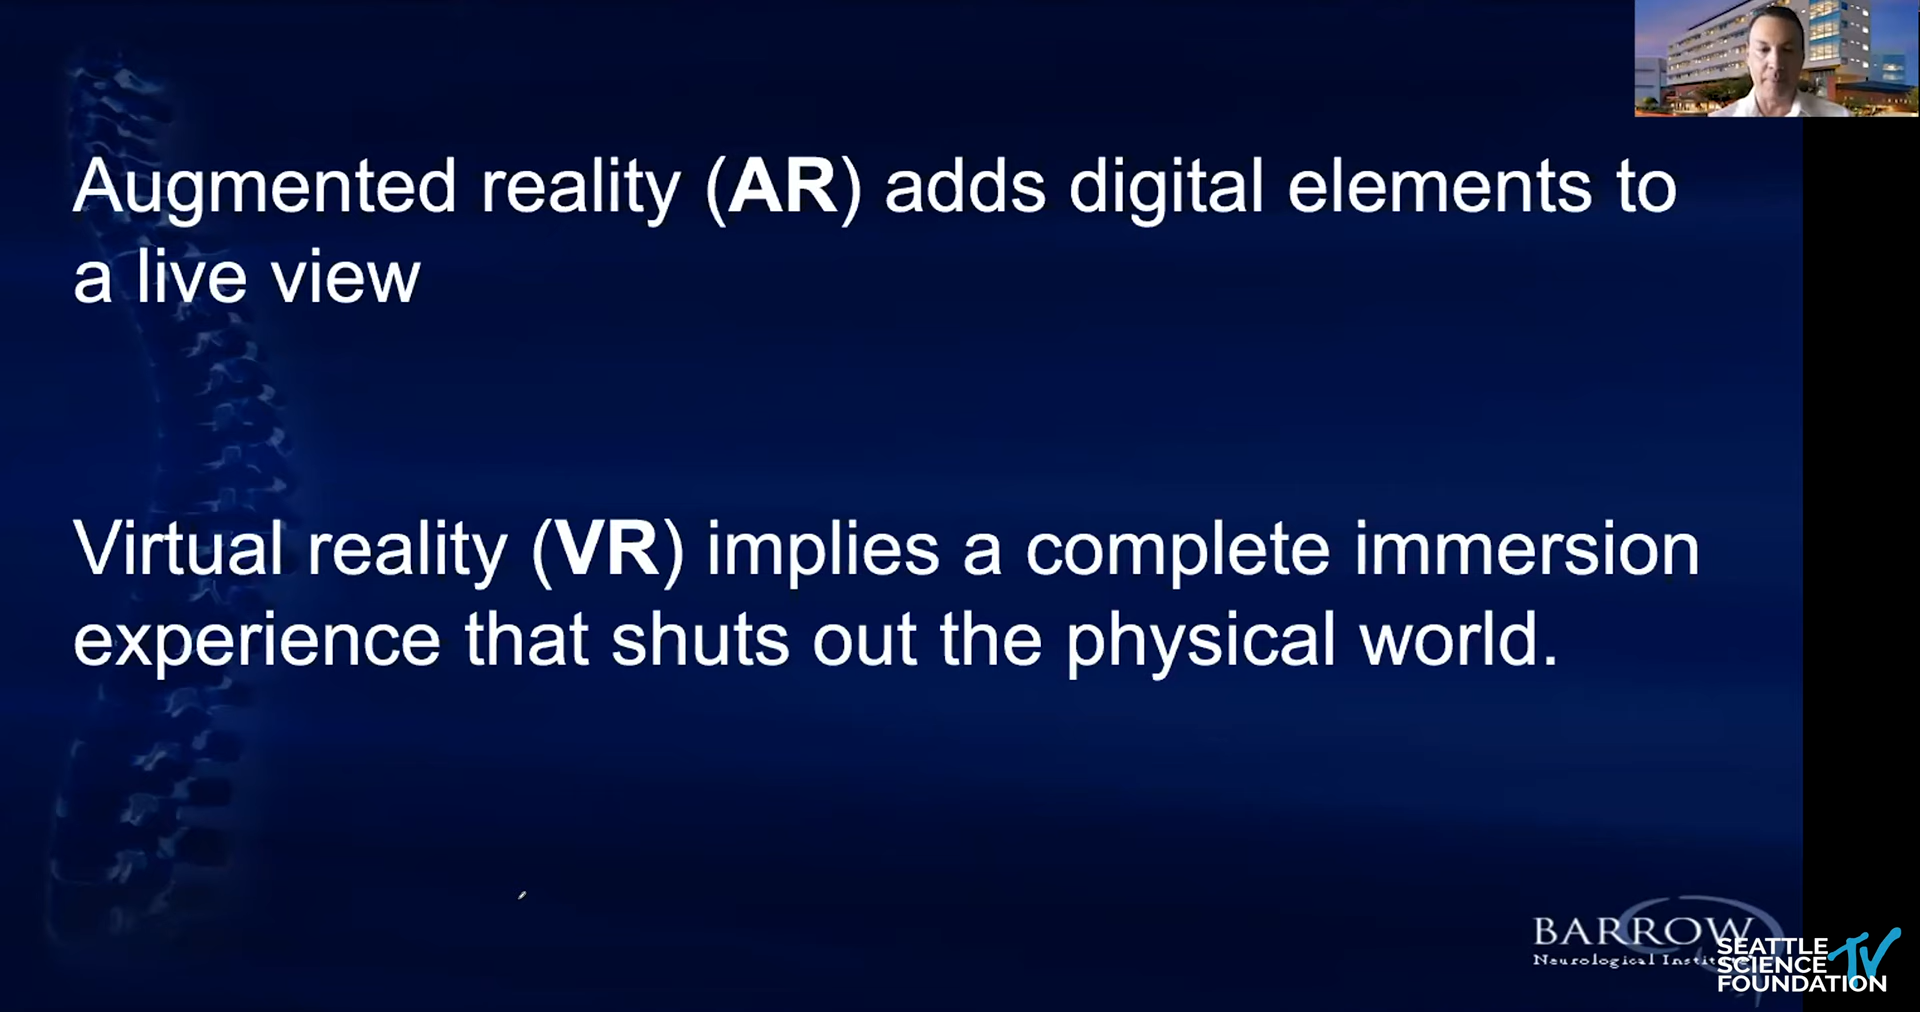 Augmented reality (AR) adds digital elements to
a live view
Virtual reality (VR) implies a complete immersion
experience that shuts out the physical world.
BARROW
Neurological
SEATTLE
SCIENCE
FOUNDATION
TV